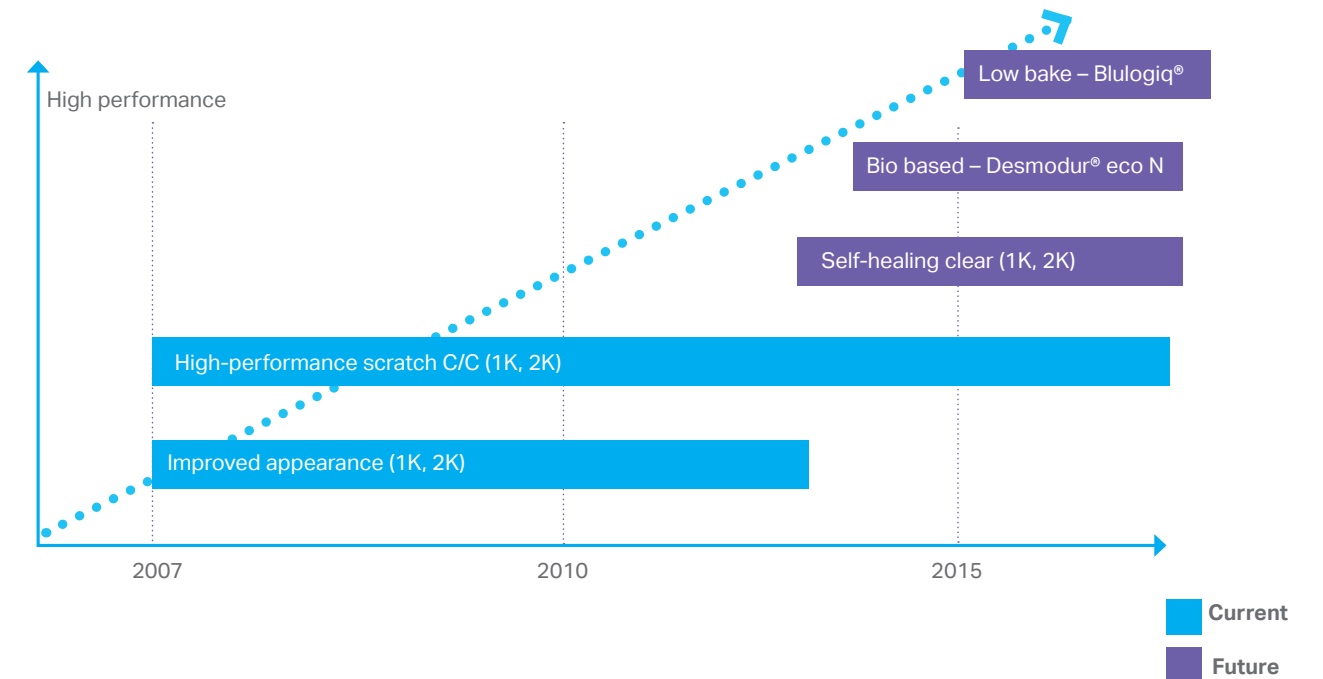 Low bake – Blulogiq®
High performance
Bio based – Desmodur® eco N
Self-healing clear (1K, 2K)
High-performance scratch C/C (1K, 2K)
Improved appearance (1K, 2K)
2007
2010
2015
Current
Future